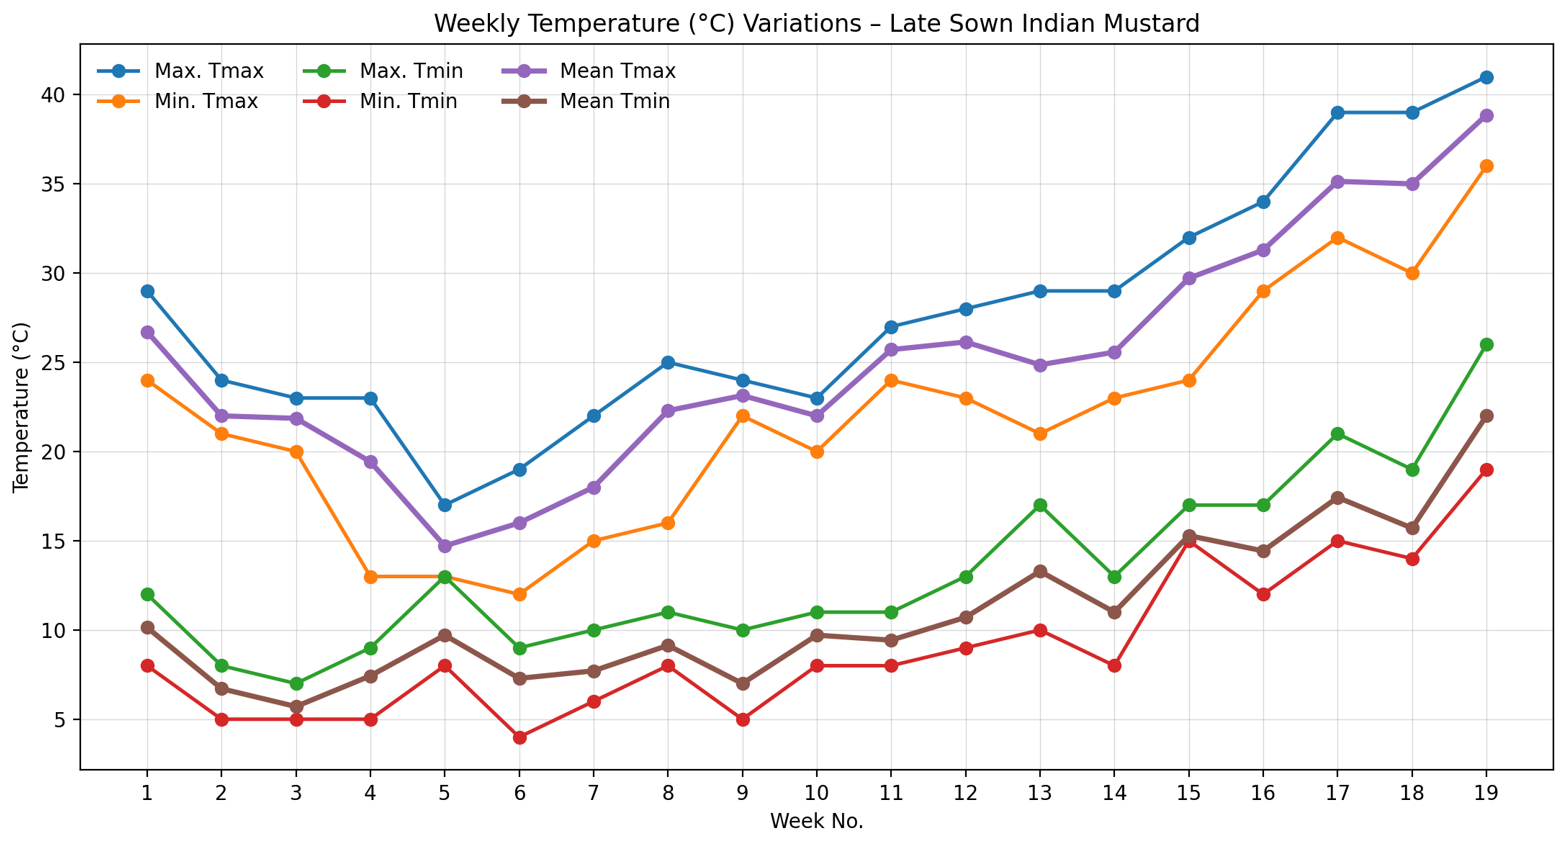 Weekly Temperature (°C) Variations – Late Sown Indian Mustard
Max. Tmax
Min. Tmax
Max. Tmin
Min. Tmin
Mean Tmax
Mean Tmin
Temperature (°C)
40
35
30
25
20
15
10
5
1 2 3 4 5 6 7 8 9 10 11 12 13 14 15 16 17 18 19
Week No.